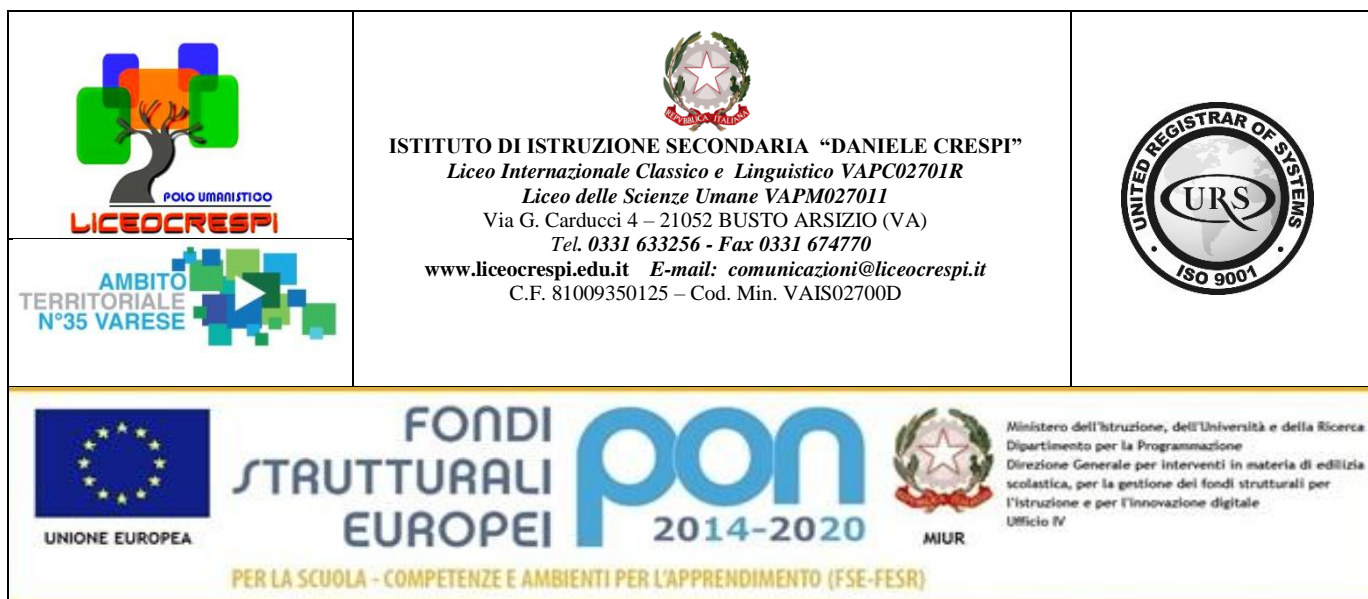 POLO UMANISTICO
LICEOCRESPI
AMBITO
TERRITORIALE
N°35 VARESE
REPVBBLICA ITALIANA
ISTITUTO DI ISTRUZIONE SECONDARIA “DANIELE CRESPI”
Liceo Internazionale Classico e Linguistico VAPC02701R
Liceo delle Scienze Umane VAPM027011
Via G. Carducci 4 – 21052 BUSTO ARSIZIO (VA)
Tel. 0331 633256 - Fax 0331 674770
www.liceocrespi.edu.it E-mail: comunicazioni@liceocrespi.it
C.F. 81009350125 – Cod. Min. VAIS02700D
UNITED REGISTRAR OF SYSTEMS
URS
ISO 9001
UNIONE EUROPEA
FONDI
STRUTTURALI
EUROPEI
pon
2014-2020
MIUR
Ministero dell'Istruzione, dell'Università e della Ricerca
Dipartimento per la Programmazione
Direzione Generale per interventi in materia di edilizia
scolastica, per la gestione dei fondi strutturali per
l'istruzione e per l'innovazione digitale
Ufficio IV
PER LA SCUOLA - COMPETENZE E AMBIENTI PER L'APPRENDIMENTO (FSE-FESR)